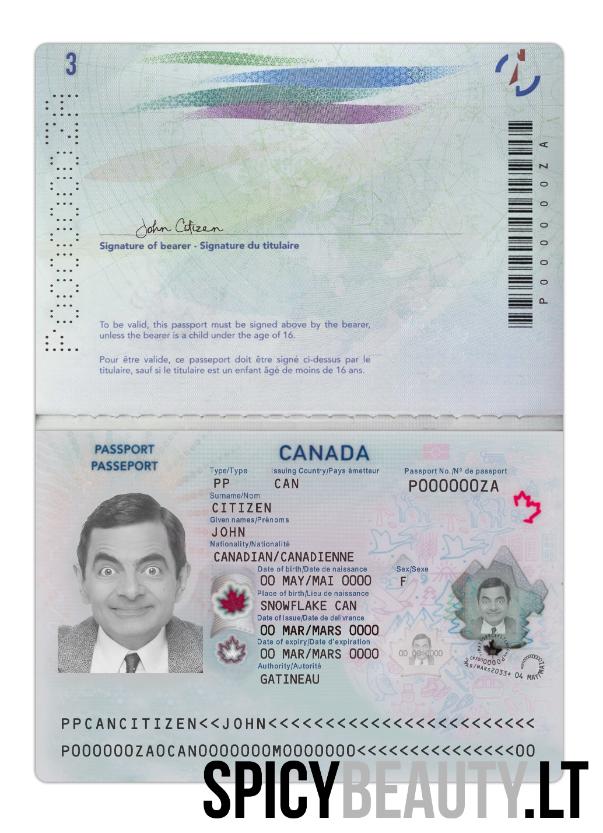 3
P000000ZA
P000000ZA
John Citizen
Signature of bearer - Signature du titulaire
To be valid, this passport must be signed above by the bearer,
unless the bearer is a child under the age of 16.
Pour être valide, ce passeport doit être signé ci-dessus par le
titulaire, sauf si le titulaire est un enfant âgé de moins de 16 ans.
PASSPORT
PASSEPORT
CANADA
Type/Type Issuing Country/Pays émetteur Passport No./Nº de passport
PP CAN P000000ZA
Surname/Nom
CITIZEN
Given names/Prénoms
JOHN
Nationality/Nationalité
CANADIAN/CANADIENNE
Date of birth/Date de naissance Sex/Sexe
00 MAY/MAI 0000 F
Place of birth/Lieu de naissance
SNOWFLAKE CAN
Date of issue/Date de délivrance
00 MAR/MARS 0000
Date of expiry/Date d'expiration
00 MAR/MARS 0000
Authority/Autorité
GATINEAU
PPCANCITIZEN<<JOHN<<<<<<<<<<<<<<<<<<<<<<<<<<
P000000ZA0CAN0000000M0000000<<<<<<<<<<<<<<00
SPICYBEAUTY.LT